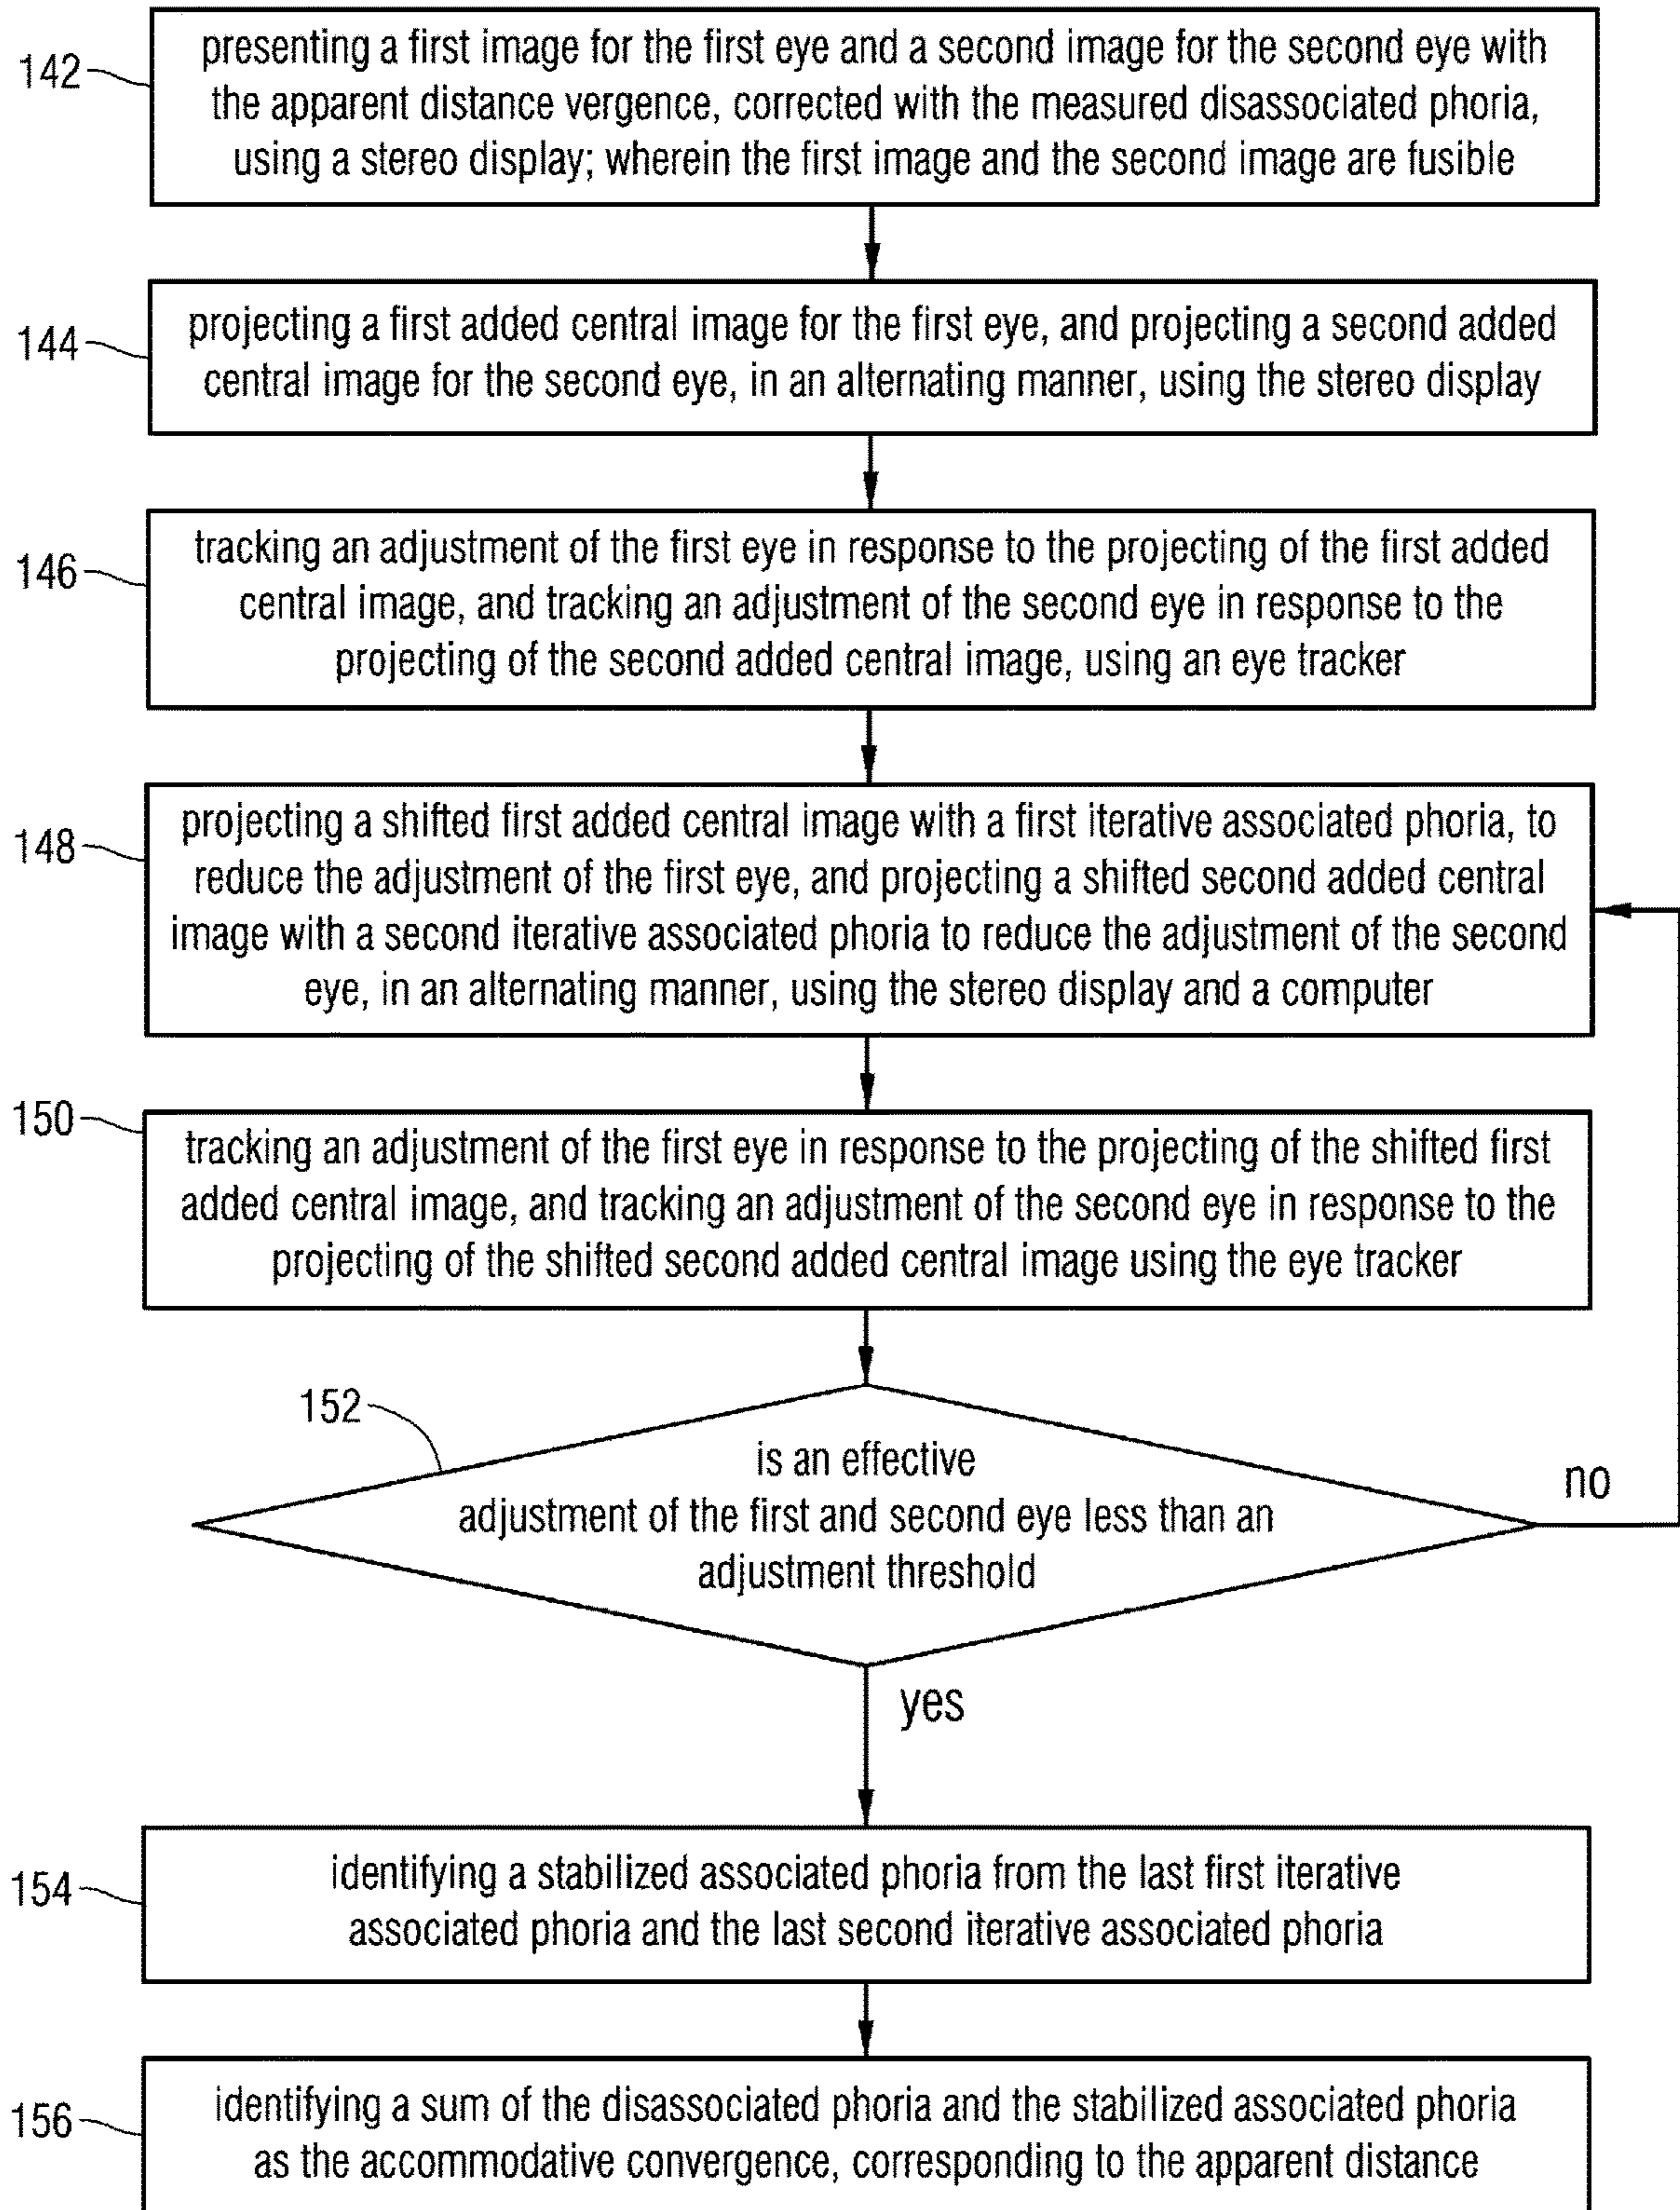 142
presenting a first image for the first eye and a second image for the second eye with
the apparent distance vergence, corrected with the measured disassociated phoria,
using a stereo display; wherein the first image and the second image are fusible
144
projecting a first added central image for the first eye, and projecting a second added
central image for the second eye, in an alternating manner, using the stereo display
146
tracking an adjustment of the first eye in response to the projecting of the first added
central image, and tracking an adjustment of the second eye in response to the
projecting of the second added central image, using an eye tracker
148
projecting a shifted first added central image with a first iterative associated phoria, to
reduce the adjustment of the first eye, and projecting a shifted second added central
image with a second iterative associated phoria to reduce the adjustment of the second
eye, in an alternating manner, using the stereo display and a computer
150
tracking an adjustment of the first eye in response to the projecting of the shifted first
added central image, and tracking an adjustment of the second eye in response to the
projecting of the shifted second added central image using the eye tracker
152
is an effective
adjustment of the first and second eye less than an
adjustment threshold
no
yes
154
identifying a stabilized associated phoria from the last first iterative
associated phoria and the last second iterative associated phoria
156
identifying a sum of the disassociated phoria and the stabilized associated phoria
as the accommodative convergence, corresponding to the apparent distance